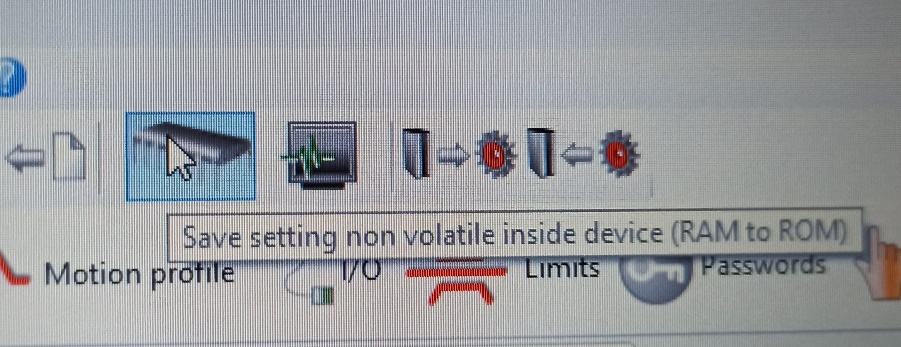 ?
Save setting non volatile inside device (RAM to ROM)
Motion profile
I/O
Limits
Passwords